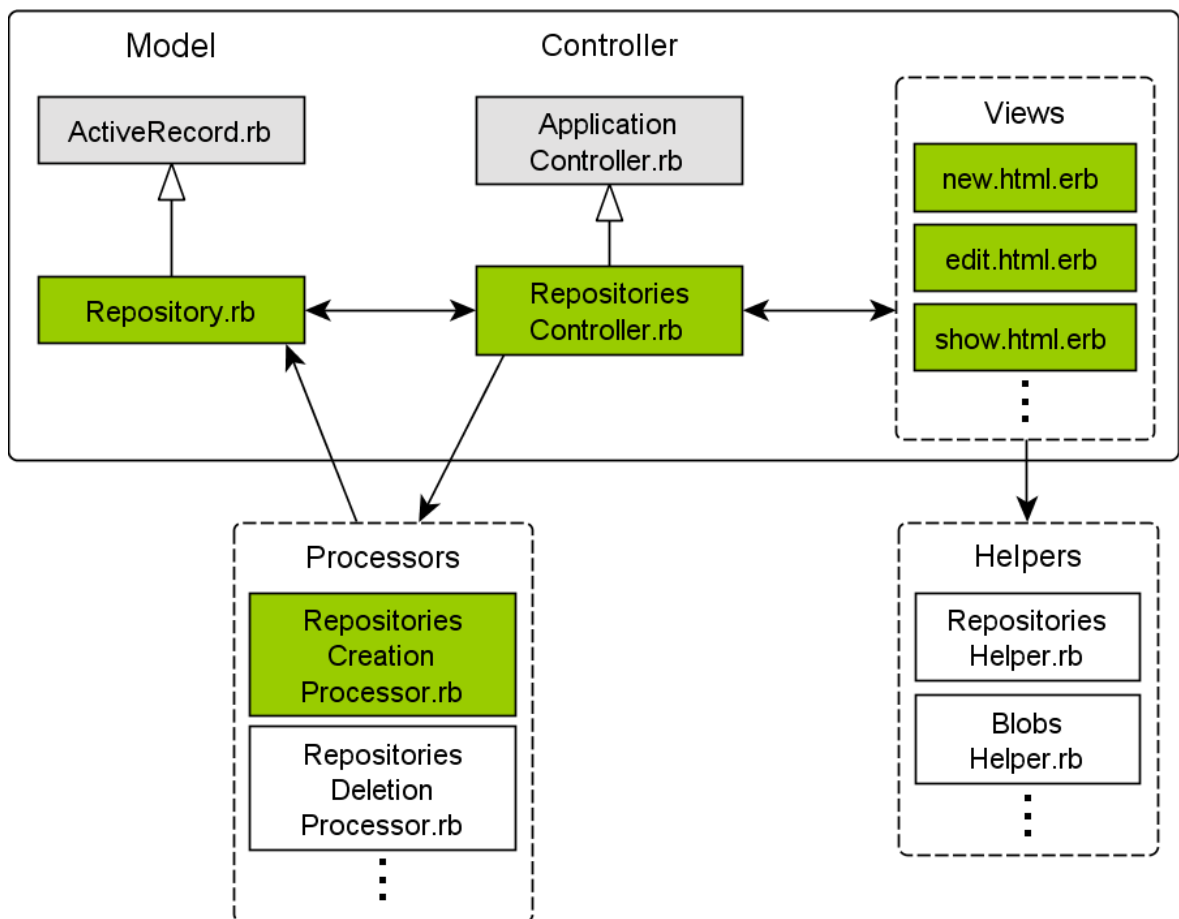 Model
Controller
ActiveRecord.rb
Application
Controller.rb
Views
new.html.erb
edit.html.erb
show.html.erb
Repository.rb
Repositories
Controller.rb
Processors
Repositories
Creation
Processor.rb
Repositories
Deletion
Processor.rb
Helpers
Repositories
Helper.rb
Blobs
Helper.rb